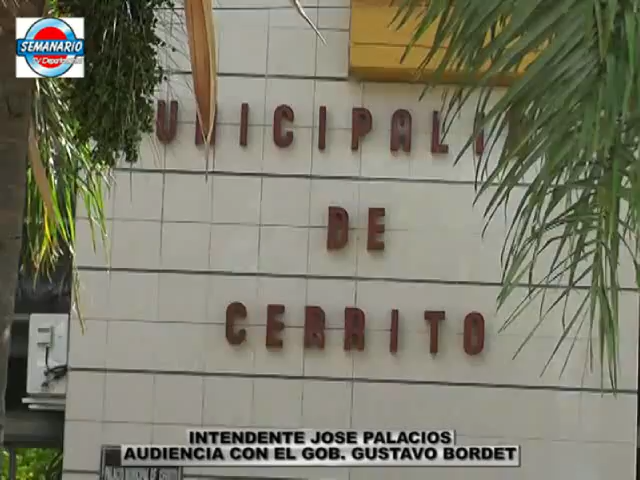 SEMANARIO
UNICIPALI
DE
CERRITO
INTENDENTE JOSE PALACIOS
AUDIENCIA CON EL GOB. GUSTAVO BORDET